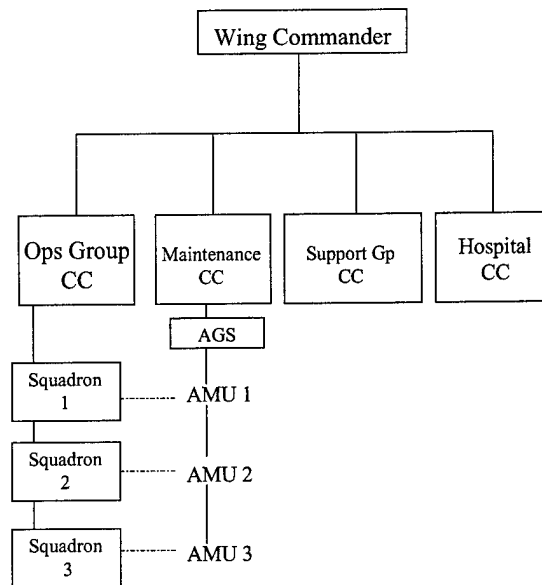 Wing Commander
Ops Group
CC
Maintenance
CC
Support Gp
CC
Hospital
CC
AGS
Squadron
1
AMU 1
Squadron
2
AMU 2
Squadron
3
AMU 3